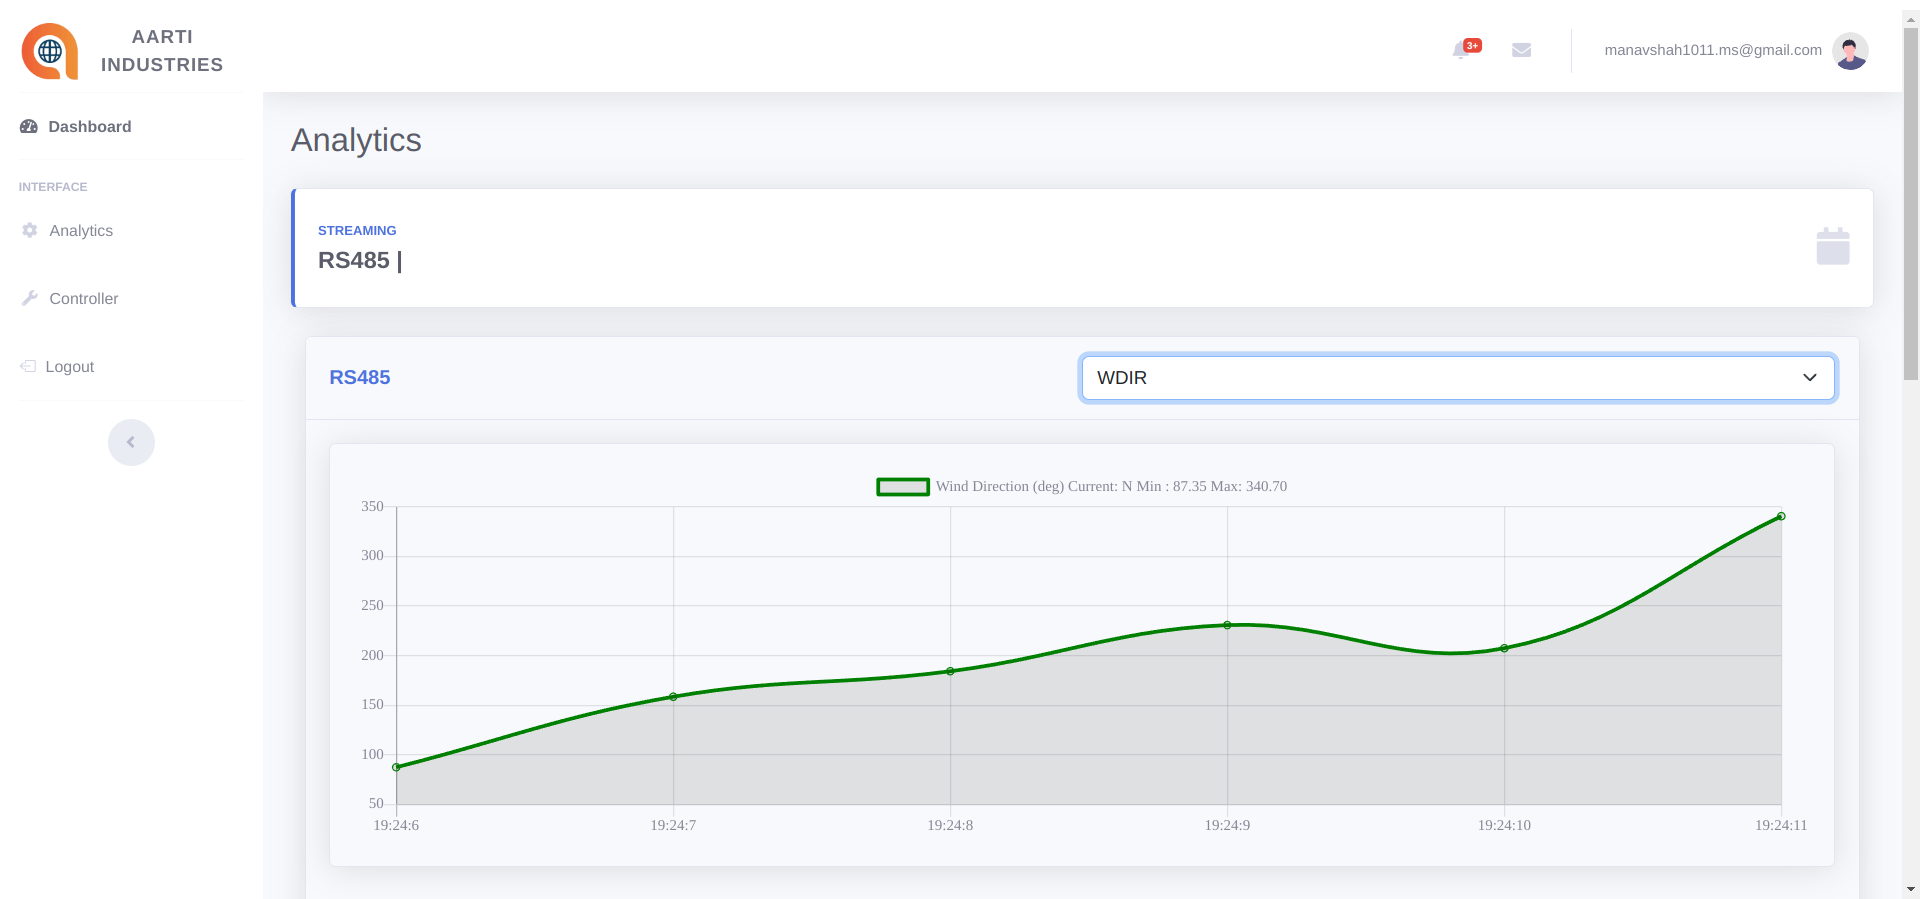 AARTI
INDUSTRIES
3+
manavshah1011.ms@gmail.com
Dashboard
INTERFACE
Analytics
Controller
Logout
Analytics
STREAMING
RS485 |
RS485
WDIR
Wind Direction (deg) Current: N Min : 87.35 Max: 340.70
350
300
250
200
150
100
50
19:24:6
19:24:7
19:24:8
19:24:9
19:24:10
19:24:11